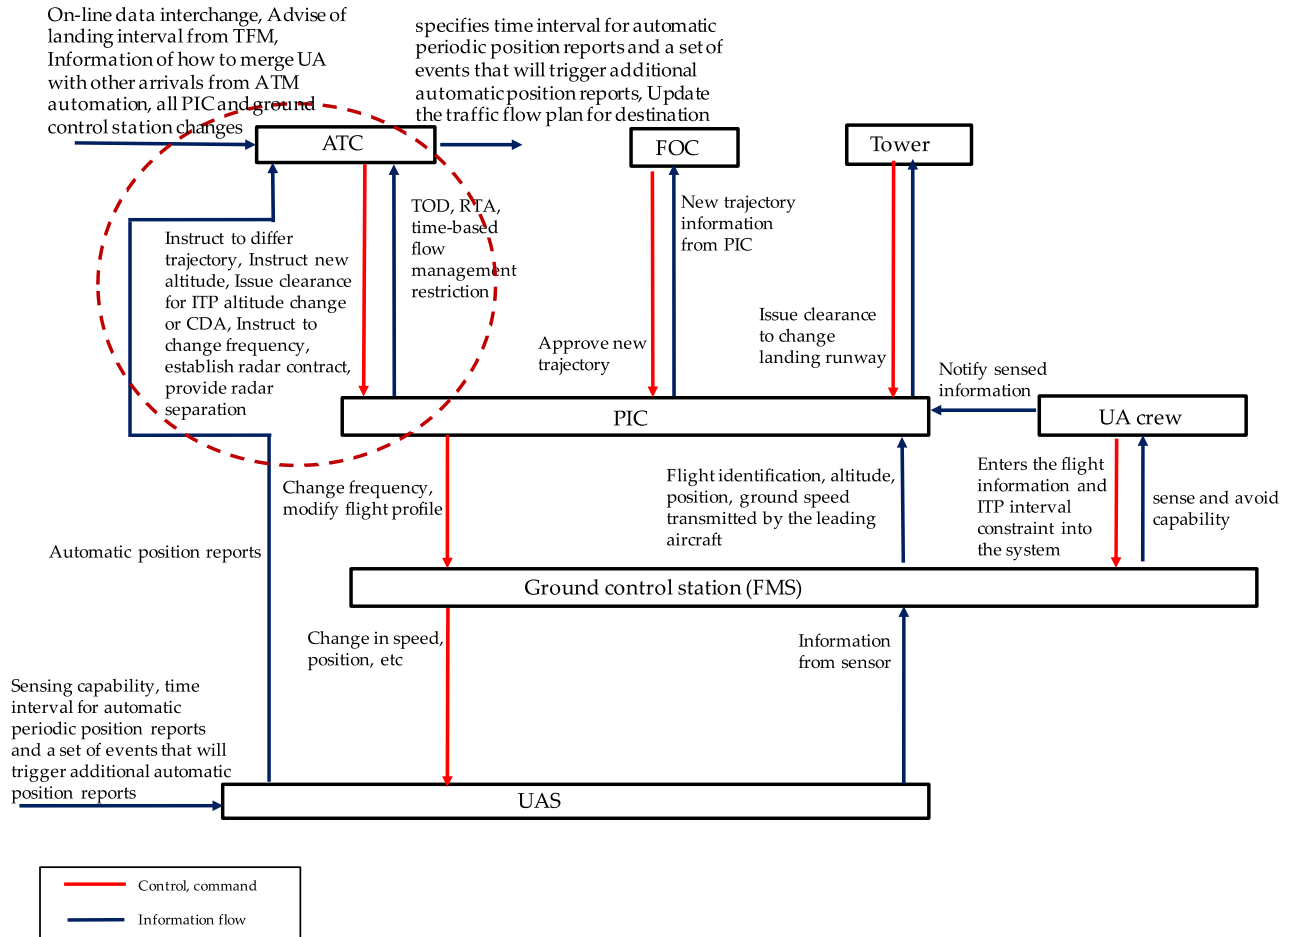 On-line data interchange, Advise of
landing interval from TFM,
Information of how to merge UA
with other arrivals from ATM
automation, all PIC and ground
control station changes
specifies time interval for automatic
periodic position reports and a set of
events that will trigger additional
automatic position reports, Update
the traffic flow plan for destination
ATC
FOC
Tower
TOD, RTA,
time-based
flow
management
restriction
New trajectory
information
from PIC
Instruct to differ
trajectory, Instruct new
altitude, Issue clearance
for ITP altitude change
or CDA, Instruct to
change frequency,
establish radar contract,
provide radar
separation
Approve new
trajectory
Issue clearance
to change
landing runway
Notify sensed
information
PIC
UA crew
Change frequency,
modify flight profile
Flight identification, altitude,
position, ground speed
transmitted by the leading
aircraft
Enters the flight
information and
ITP interval
constraint into
the system
sense and avoid
capability
Automatic position reports
Ground control station (FMS)
Change in speed,
position, etc
Information
from sensor
Sensing capability, time
interval for automatic
periodic position reports
and a set of events that will
trigger additional automatic
position reports
UAS
Control, command
Information flow